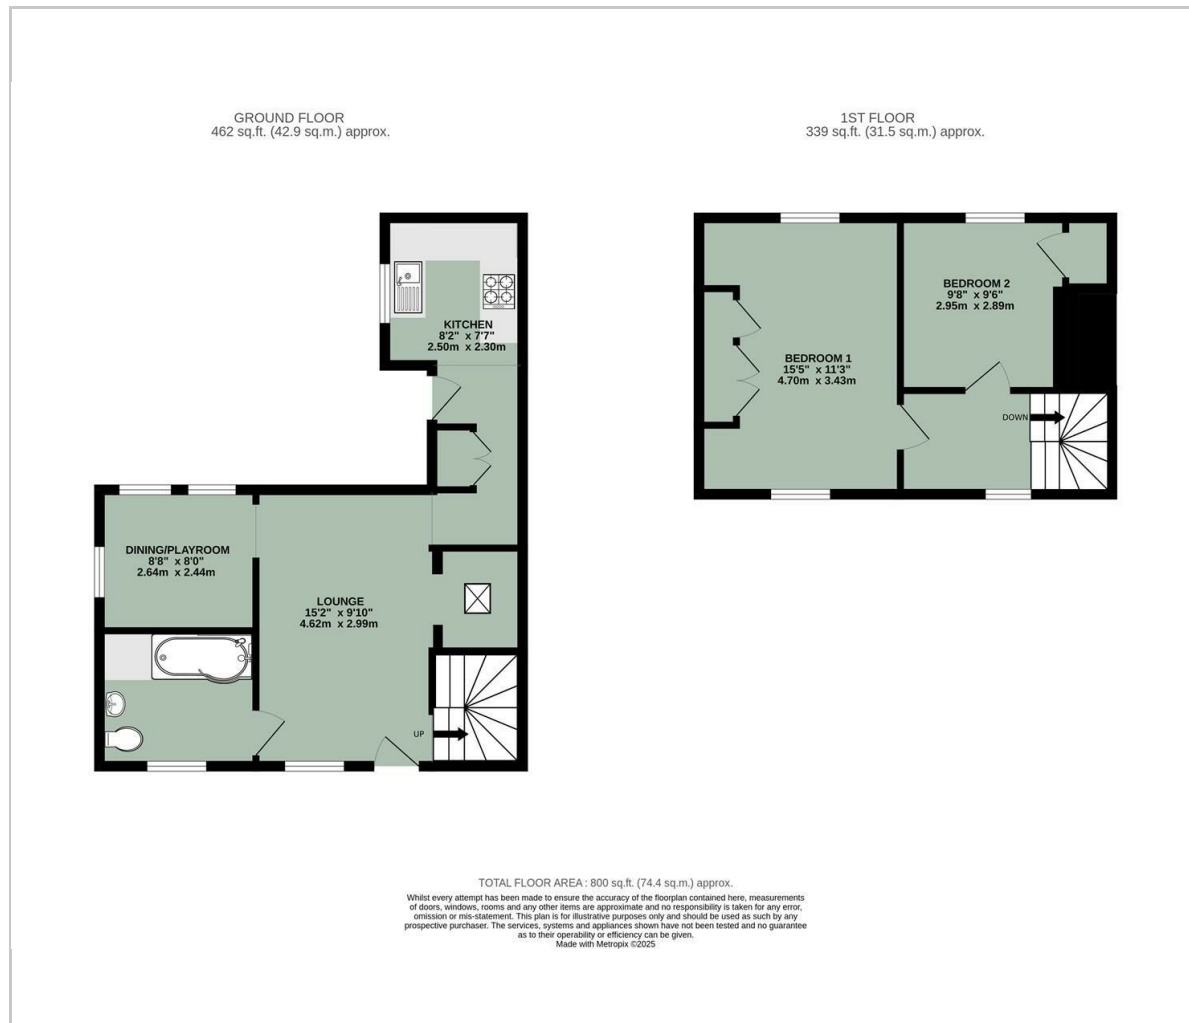 GROUND FLOOR
462 sq.ft. (42.9 sq.m.) approx.
1ST FLOOR
339 sq.ft. (31.5 sq.m.) approx.
KITCHEN
8'2" x 7'7"
2.50m x 2.30m
DINING/PLAYROOM
8'8" x 8'0"
2.64m x 2.44m
LOUNGE
15'2" x 9'10"
4.62m x 2.99m
UP
BEDROOM 2
9'8" x 9'6"
2.95m x 2.89m
BEDROOM 1
15'5" x 11'3"
4.70m x 3.43m
DOWN
TOTAL FLOOR AREA : 800 sq.ft. (74.4 sq.m.) approx.
Whilst every attempt has been made to ensure the accuracy of the floorplan contained here, measurements
of doors, windows, rooms and any other items are approximate and no responsibility is taken for any error,
omission or mis-statement. This plan is for illustrative purposes only and should be used as such by any
prospective purchaser. The services, systems and appliances shown have not been tested and no guarantee
as to their operability or efficiency can be given.
Made with Metropix ©2025